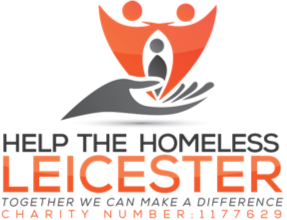 HELP THE HOMELESS
LEICESTER
TOGETHER WE CAN MAKE A DIFFERENCE
CHARITY NUMBER:1177629